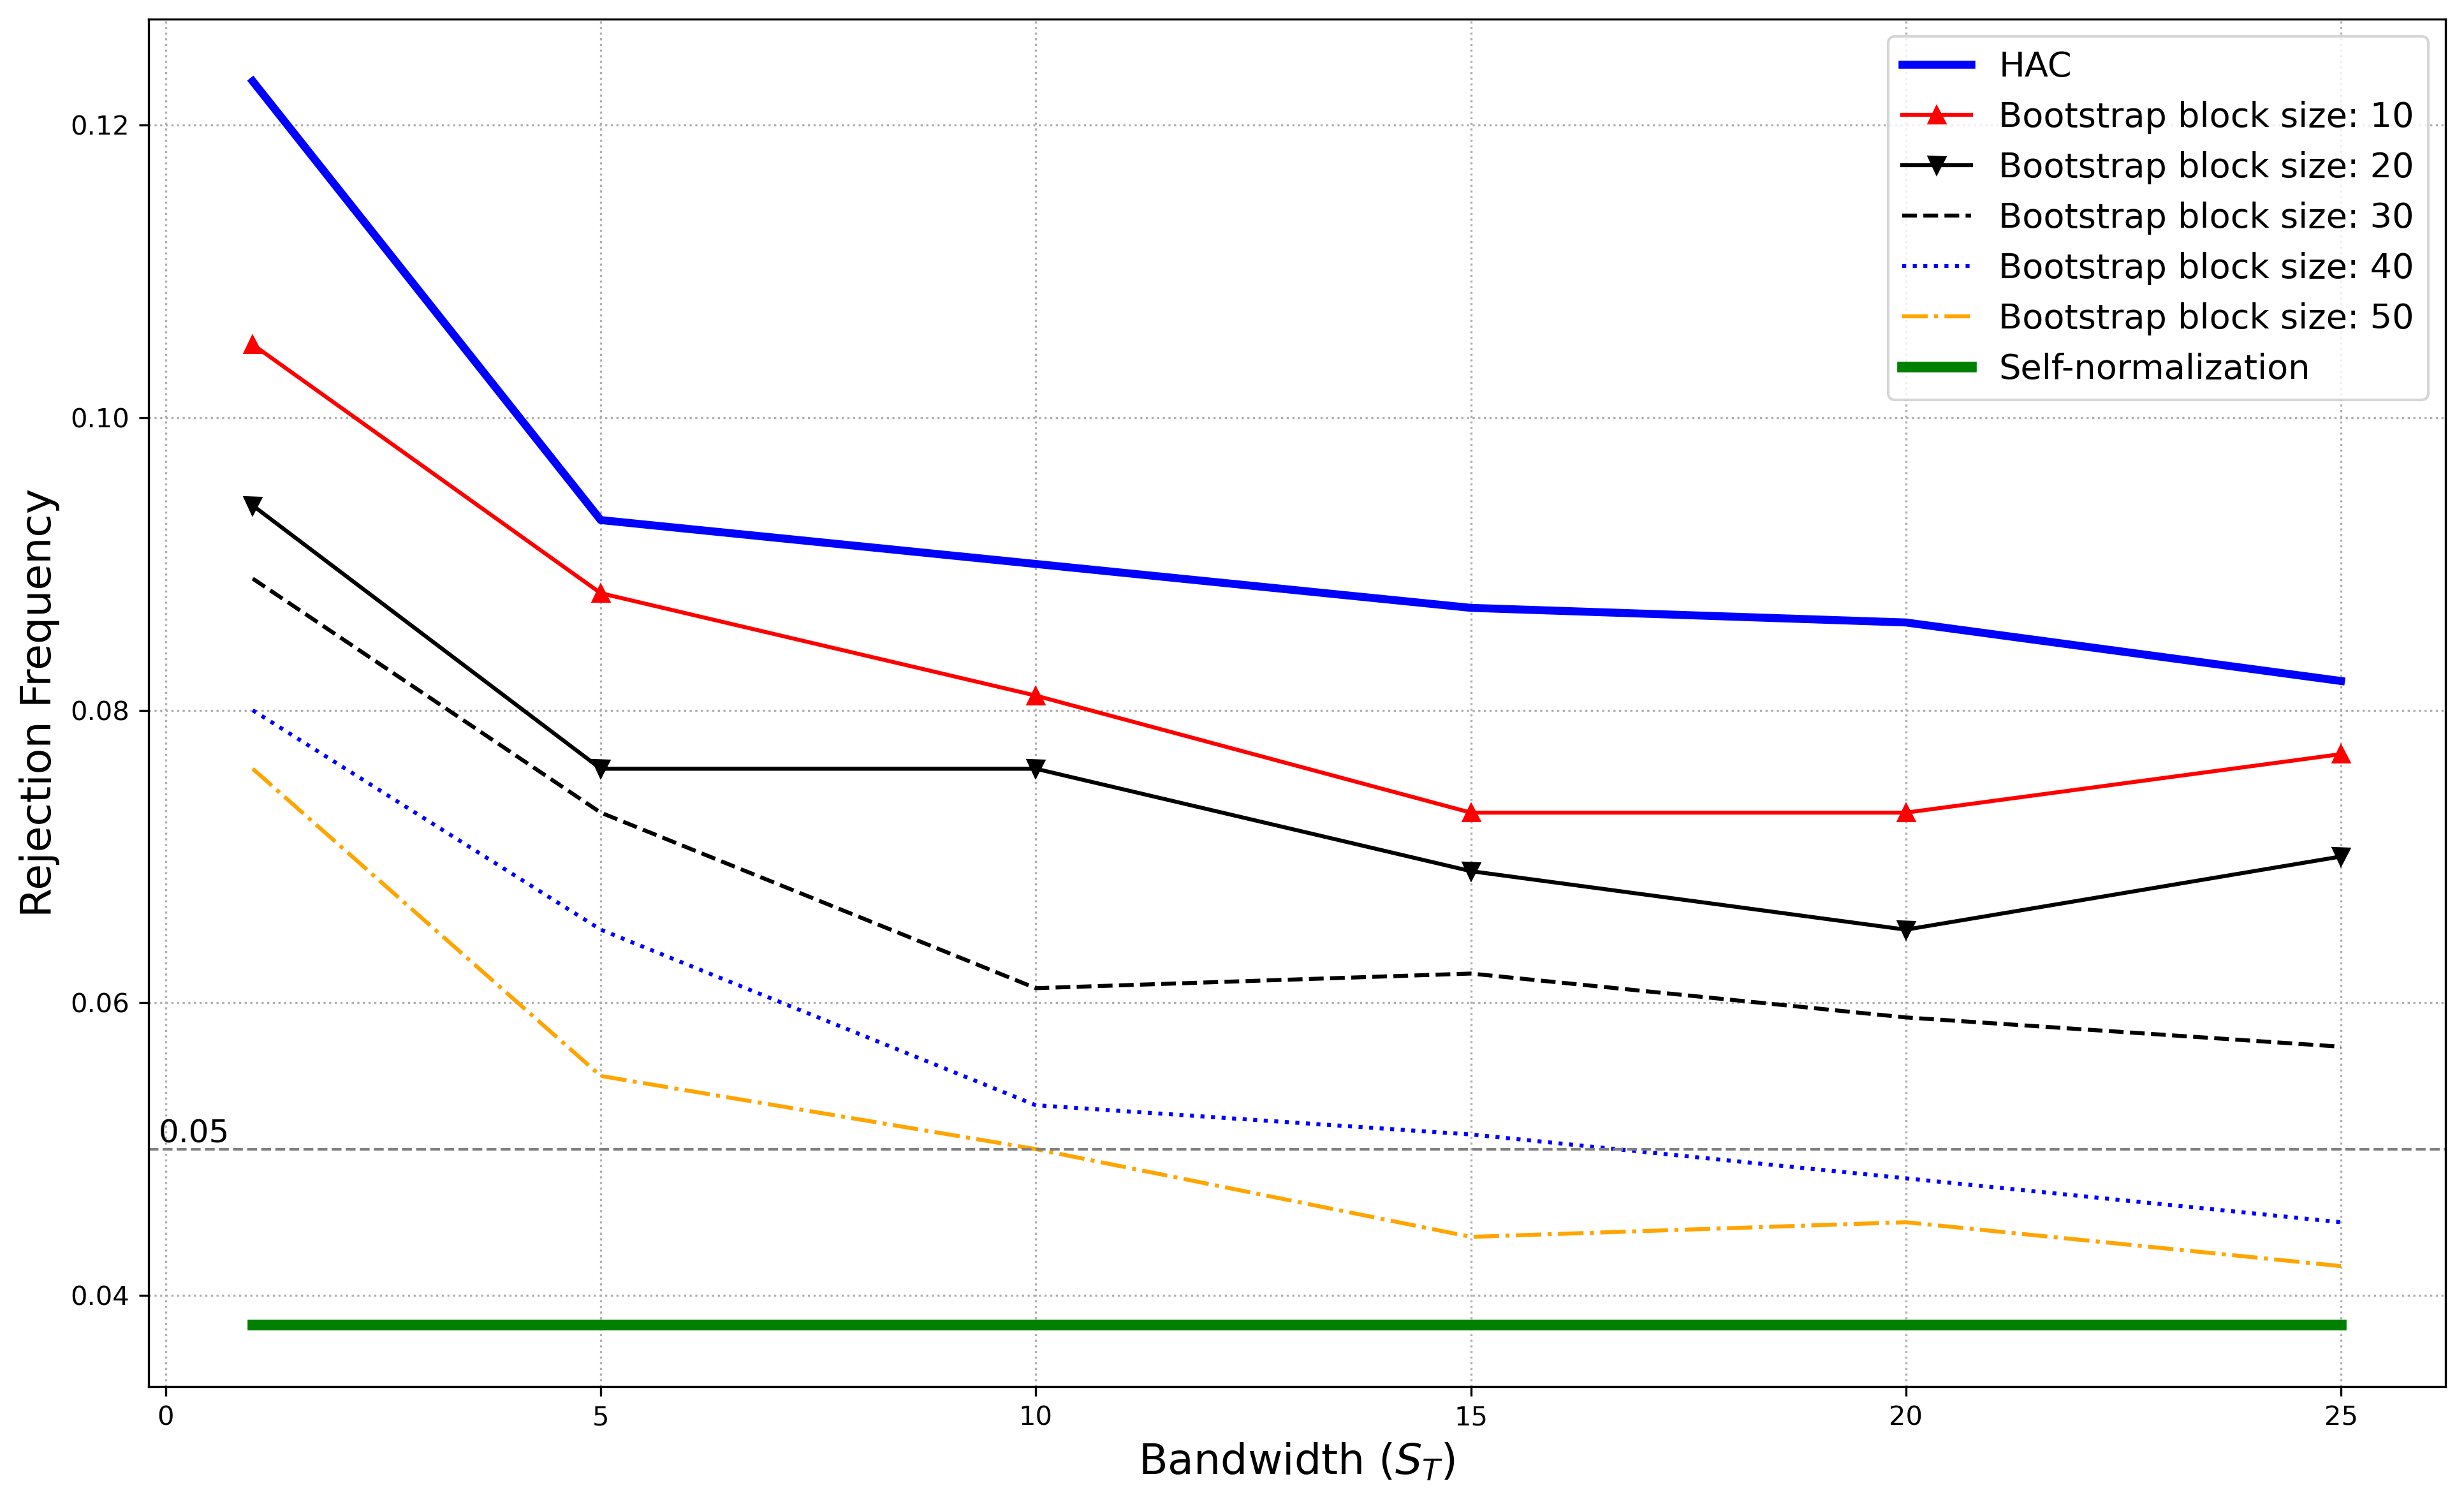 HAC
Bootstrap block size: 10
Bootstrap block size: 20
Bootstrap block size: 30
Bootstrap block size: 40
Bootstrap block size: 50
Self-normalization
Rejection Frequency
0.12
0.10
0.08
0.06
0.05
0.04
0 5 10 15 20 25
Bandwidth (S_T)